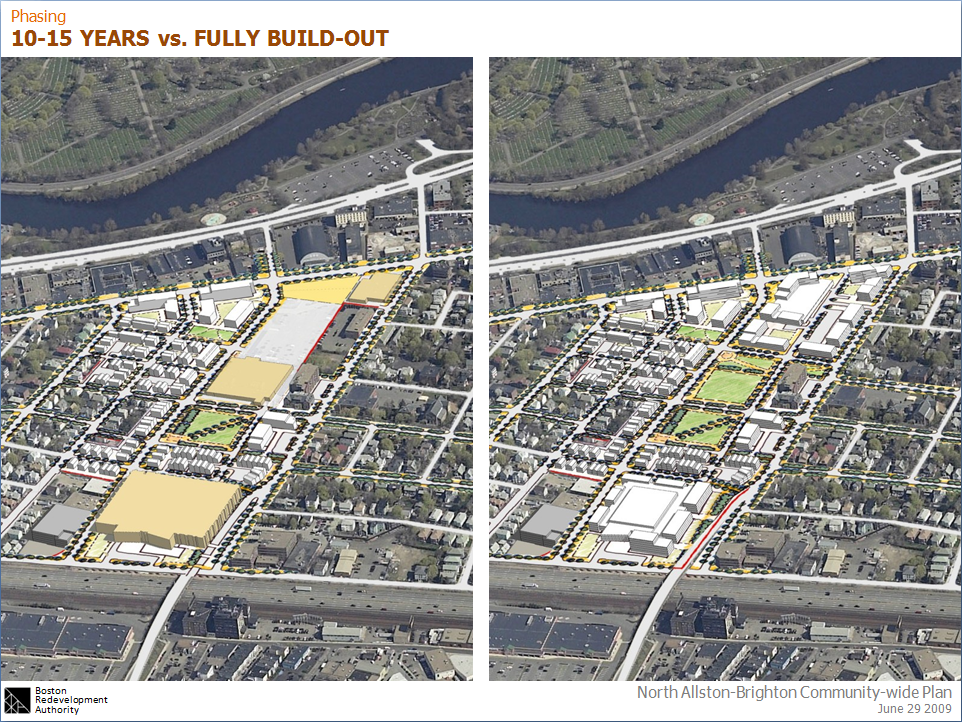 Phasing
10-15 YEARS vs. FULLY BUILD-OUT
Boston
Redevelopment
Authority
North Allston-Brighton Community-wide Plan
June 29 2009